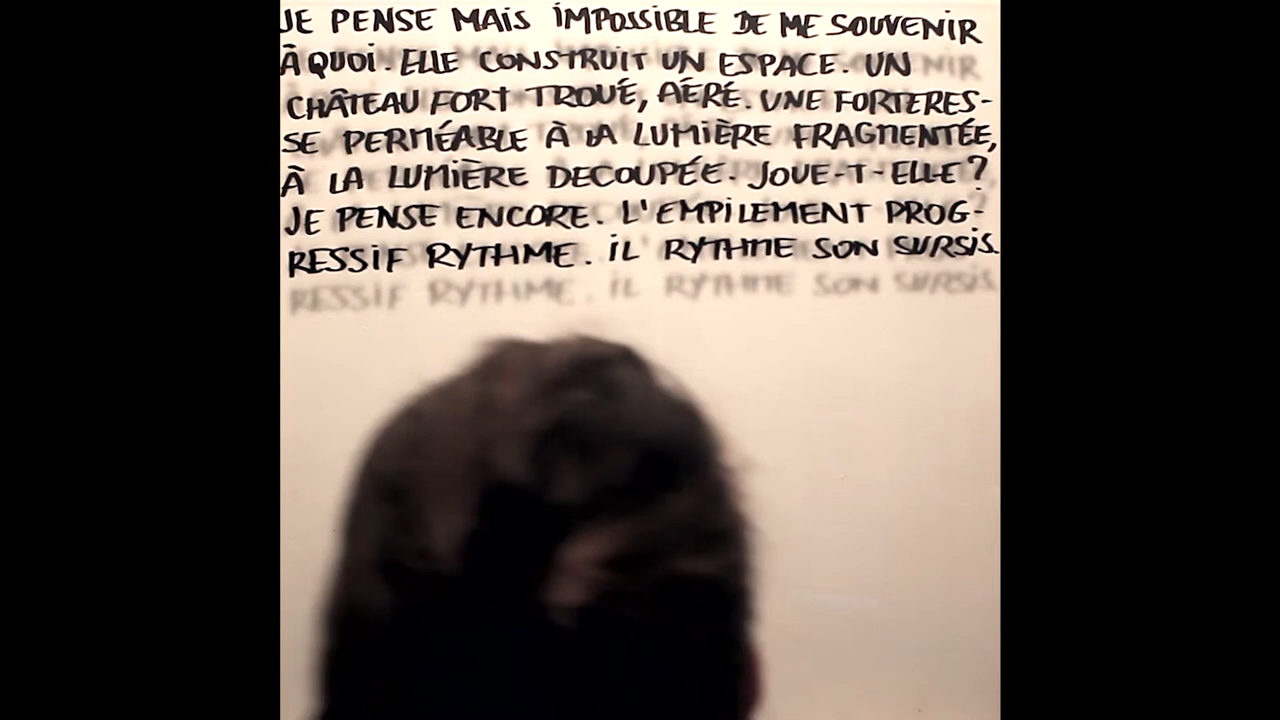 JE PENSE MAIS IMPOSSIBLE DE ME SOUVENIR
À QUOI. ELLE CONSTRUIT UN ESPACE. UN
CHÂTEAU FORT TROUÉ, AÉRÉ. UNE FORTERES-
SE PERMÉABLE À LA LUMIÈRE FRAGMENTÉE,
À LA LUMIÈRE DECOUPÉE. JOUE-T-ELLE?
JE PENSE ENCORE. L'EMPILEMENT PROG-
RESSIF RYTHME. IL RYTHME SON SURSIS.